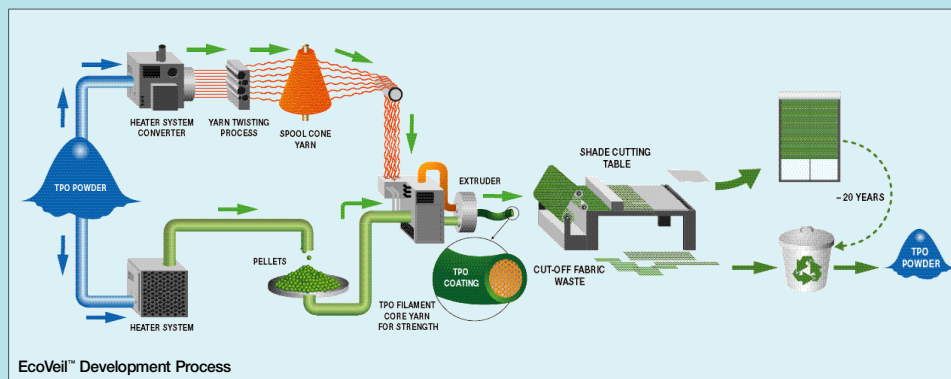 TPO POWDER
HEATER SYSTEM
CONVERTER
YARN TWISTING
PROCESS
SPOOL CONE
YARN
HEATER SYSTEM
PELLETS
EXTRUDER
TPO
COATING
TPO FILAMENT
CORE YARN
FOR STRENGTH
SHADE CUTTING
TABLE
CUT-OFF FABRIC
WASTE
~ 20 YEARS
TPO
POWDER
EcoVeil™ Development Process